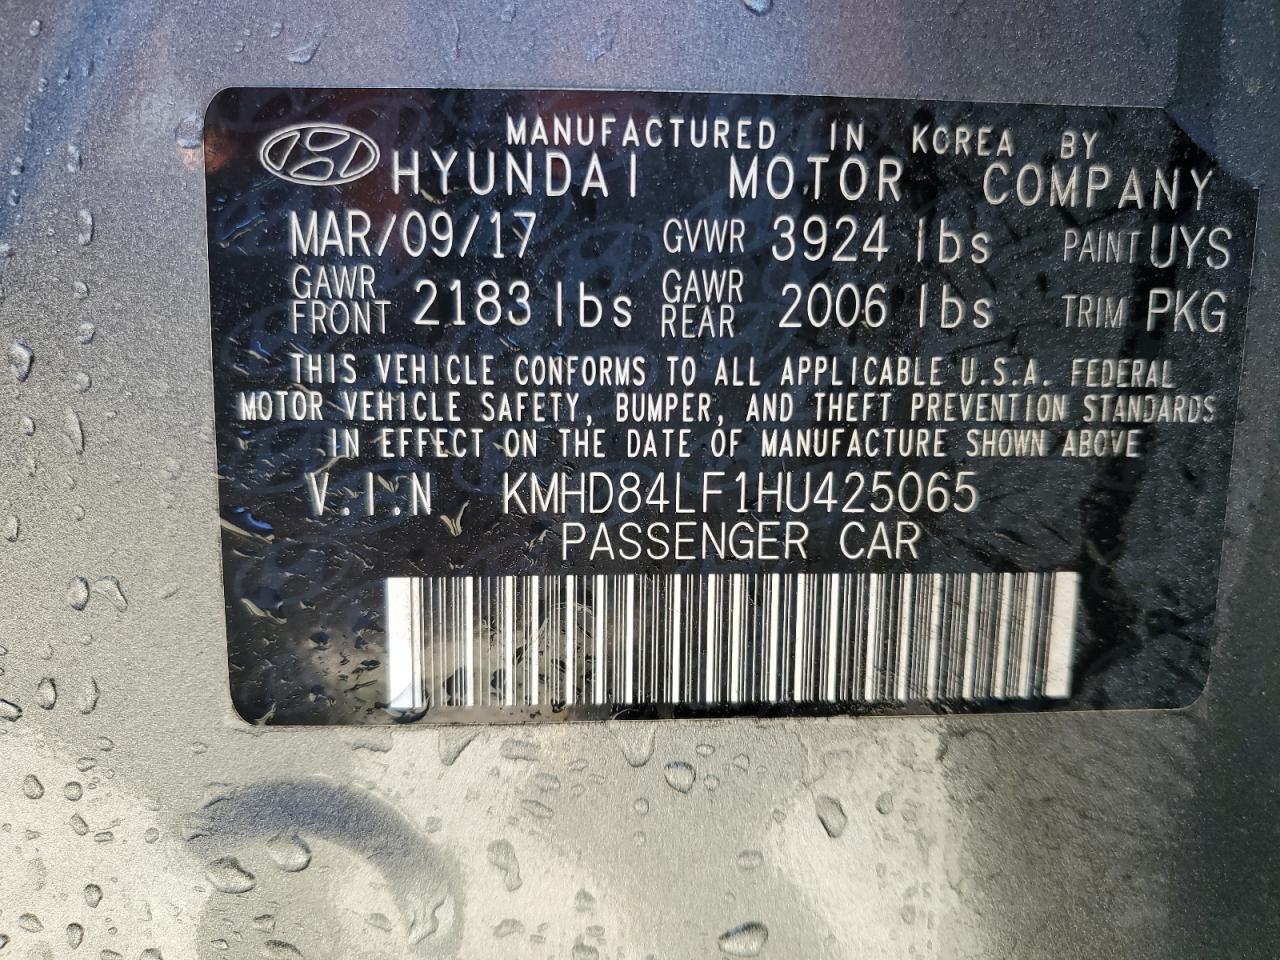 MANUFACTURED IN KOREA BY
HYUNDAI MOTOR COMPANY
MAR/09/17 GVWR 3924 lbs PAINT UYS
GAWR FRONT 2183 lbs GAWR REAR 2006 lbs TRIM PKG
THIS VEHICLE CONFORMS TO ALL APPLICABLE U.S.A. FEDERAL
MOTOR VEHICLE SAFETY, BUMPER, AND THEFT PREVENTION STANDARDS
IN EFFECT ON THE DATE OF MANUFACTURE SHOWN ABOVE
V.I.N KMHD84LF1HU425065
PASSENGER CAR